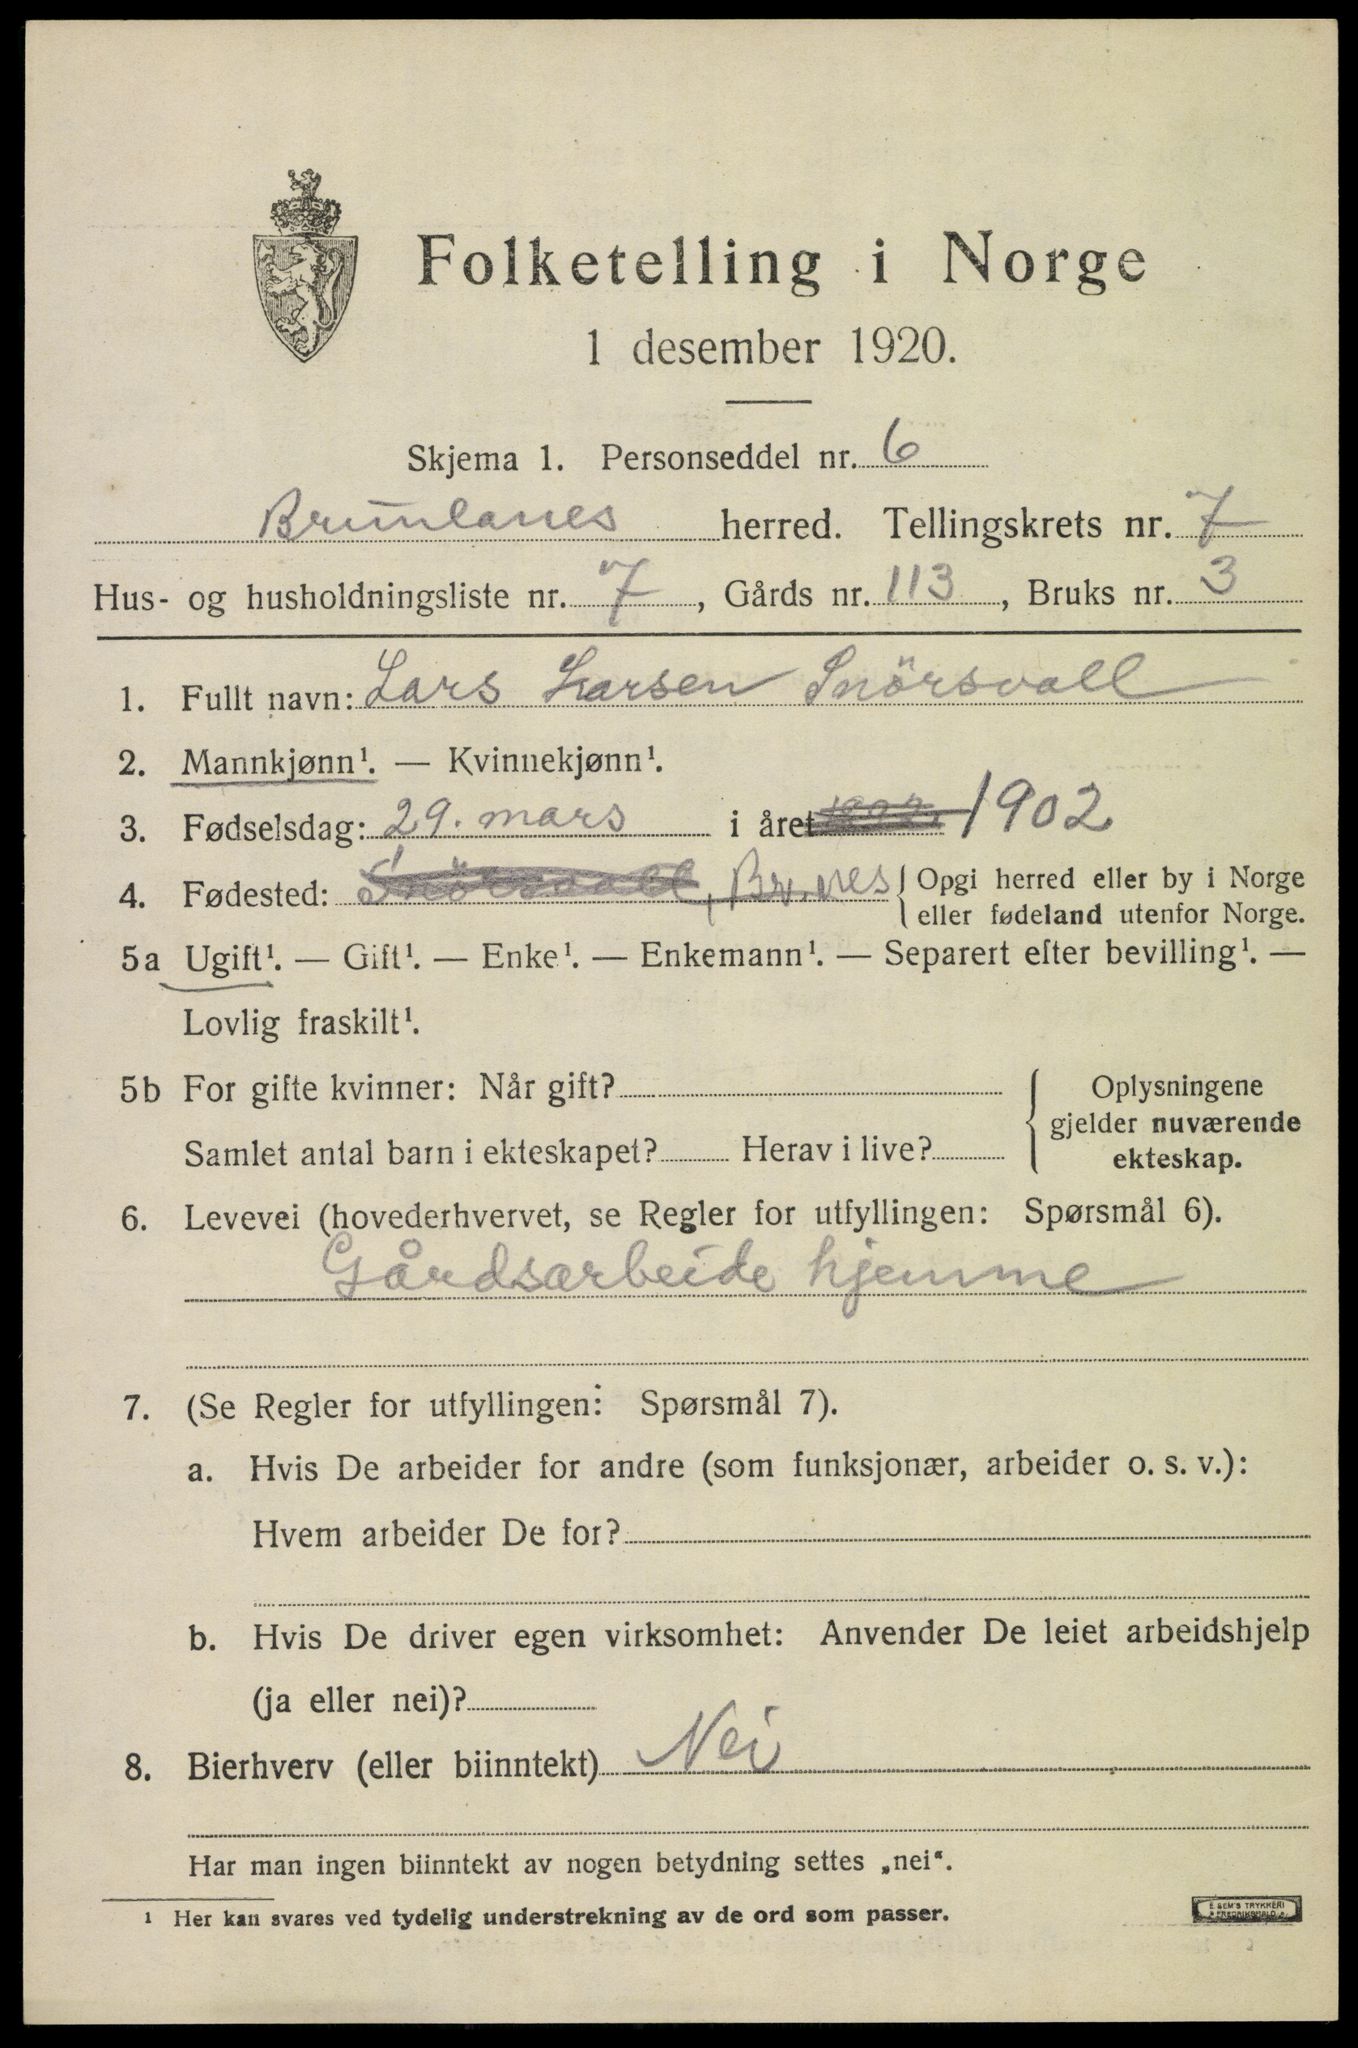 Folketelling i Norge
1 desember 1920.
Skjema 1. Personseddel nr. 6
Brunlanes herred. Tellingskrets nr. 7
Hus- og husholdningsliste nr. 7, Gårds nr. 113, Bruks nr. 3
1. Fullt navn: Lars Larsen Snörsvall
2. Mannkjønn¹. — Kvinnekjønn¹.
3. Fødselsdag: 29. mars i året 1902
4. Fødested: Snörsvall, Br.nes { Opgi herred eller by i Norge
eller fødeland utenfor Norge.
5a Ugift¹. — Gift¹. — Enke¹. — Enkemann¹. — Separert efter bevilling¹. —
Lovlig fraskilt¹.
5b For gifte kvinner: Når gift?
Samlet antal barn i ekteskapet? Herav i live?
{ Oplysningene
gjelder nuværende
ekteskap.
6. Levevei (hovederhvervet, se Regler for utfyllingen: Spørsmål 6).
Gårdsarbeide hjemme
7. (Se Regler for utfyllingen: Spørsmål 7).
a. Hvis De arbeider for andre (som funksjonær, arbeider o. s. v.):
Hvem arbeider De for?
b. Hvis De driver egen virksomhet: Anvender De leiet arbeidshjelp
(ja eller nei)?
8. Bierhverv (eller biinntekt) Nei
Har man ingen biinntekt av nogen betydning settes „nei“.
¹ Her kan svares ved tydelig understrekning av de ord som passer.
E. SEM'S TRYKKERI
FREDRIKSHALD